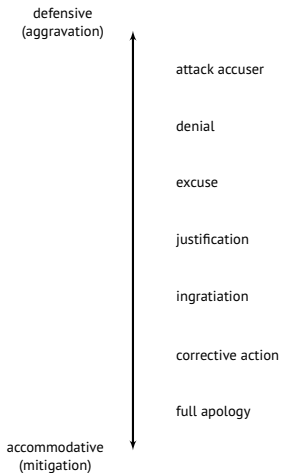 defensive
(aggravation)
attack accuser
denial
excuse
justification
ingratiation
corrective action
full apology
accommodative
(mitigation)